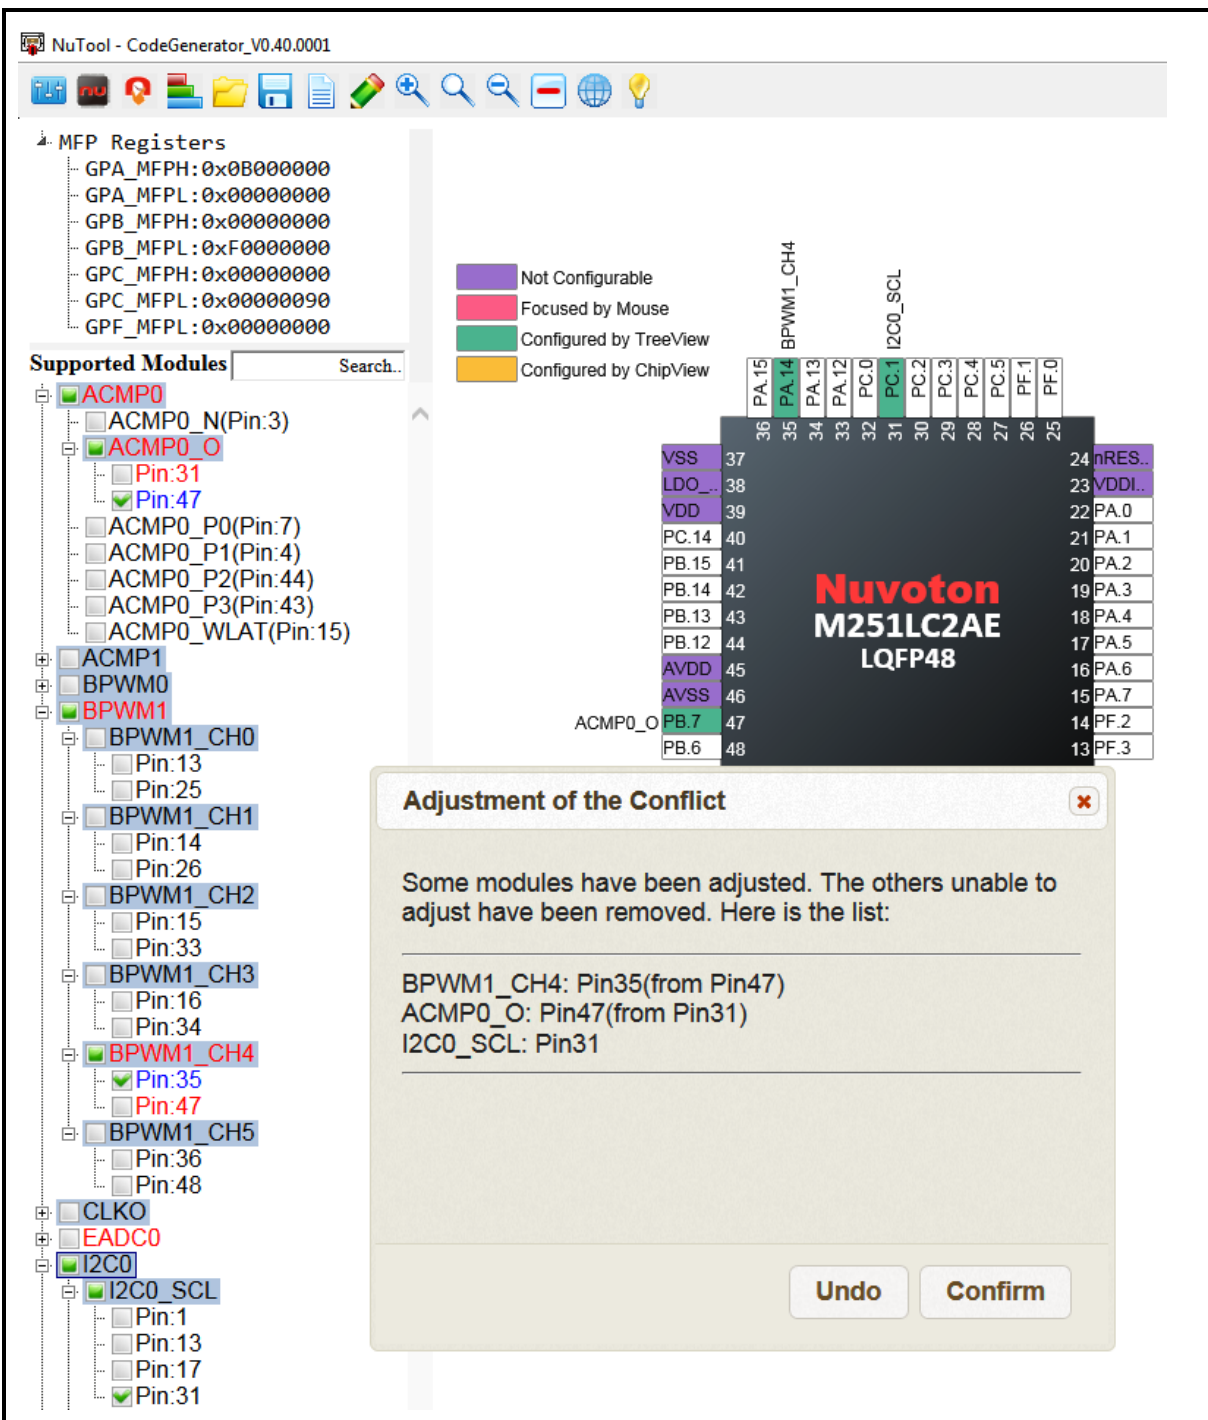 NuTool - CodeGenerator_V0.40.0001
MFP Registers
GPA_MFPH:0x0B000000
GPA_MFPL:0x00000000
GPB_MFPH:0x00000000
GPB_MFPL:0xF0000000
GPC_MFPH:0x00000000
GPC_MFPL:0x00000090
GPF_MFPL:0x00000000
Supported Modules
Search..
ACMP0
ACMP0_N(Pin:3)
ACMP0_O
Pin:31
Pin:47
ACMP0_P0(Pin:7)
ACMP0_P1(Pin:4)
ACMP0_P2(Pin:44)
ACMP0_P3(Pin:43)
ACMP0_WLAT(Pin:15)
ACMP1
BPWM0
BPWM1
BPWM1_CH0
Pin:13
Pin:25
BPWM1_CH1
Pin:14
Pin:26
BPWM1_CH2
Pin:15
Pin:33
BPWM1_CH3
Pin:16
Pin:34
BPWM1_CH4
Pin:35
Pin:47
BPWM1_CH5
Pin:36
Pin:48
CLKO
EADC0
I2C0
I2C0_SCL
Pin:1
Pin:13
Pin:17
Pin:31
Not Configurable
Focused by Mouse
Configured by TreeView
Configured by ChipView
BPWM1_CH4
I2C0_SCL
PA.15
PA.14
PA.13
PA.12
PC.0
PC.1
PC.2
PC.3
PC.4
PC.5
PF.1
PF.0
36
35
34
33
32
31
30
29
28
27
26
25
VSS 37
LDO_.. 38
VDD 39
PC.14 40
PB.15 41
PB.14 42
PB.13 43
PB.12 44
AVDD 45
AVSS 46
ACMP0_O PB.7 47
PB.6 48
Nuvoton
M251LC2AE
LQFP48
24 nRES..
23 VDDI..
22 PA.0
21 PA.1
20 PA.2
19 PA.3
18 PA.4
17 PA.5
16 PA.6
15 PA.7
14 PF.2
13 PF.3
Adjustment of the Conflict
Some modules have been adjusted. The others unable to
adjust have been removed. Here is the list:
BPWM1_CH4: Pin35(from Pin47)
ACMP0_O: Pin47(from Pin31)
I2C0_SCL: Pin31
Undo
Confirm